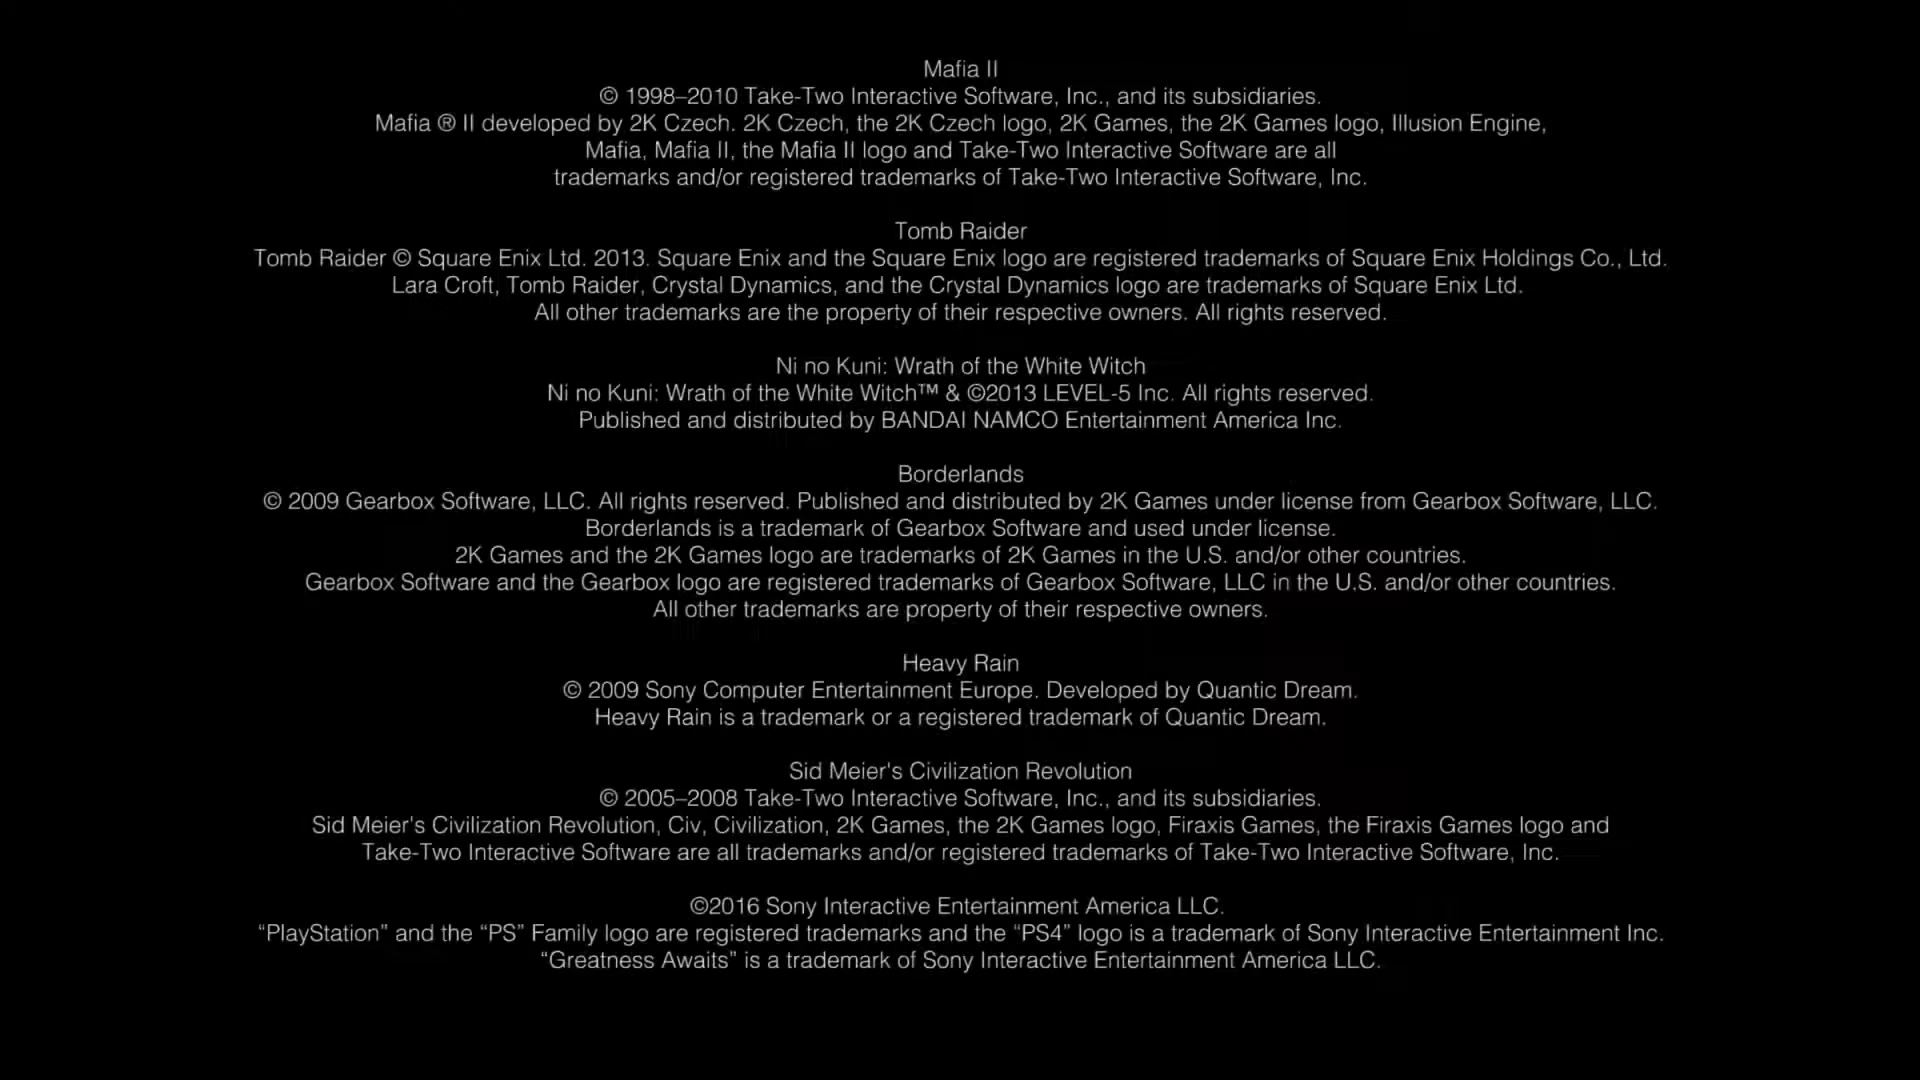 Mafia II
© 1998–2010 Take-Two Interactive Software, Inc., and its subsidiaries.
Mafia ® II developed by 2K Czech. 2K Czech, the 2K Czech logo, 2K Games, the 2K Games logo, Illusion Engine,
Mafia, Mafia II, the Mafia II logo and Take-Two Interactive Software are all
trademarks and/or registered trademarks of Take-Two Interactive Software, Inc.
Tomb Raider
Tomb Raider © Square Enix Ltd. 2013. Square Enix and the Square Enix logo are registered trademarks of Square Enix Holdings Co., Ltd.
Lara Croft, Tomb Raider, Crystal Dynamics, and the Crystal Dynamics logo are trademarks of Square Enix Ltd.
All other trademarks are the property of their respective owners. All rights reserved.
Ni no Kuni: Wrath of the White Witch
Ni no Kuni: Wrath of the White Witch™ & ©2013 LEVEL-5 Inc. All rights reserved.
Published and distributed by BANDAI NAMCO Entertainment America Inc.
Borderlands
© 2009 Gearbox Software, LLC. All rights reserved. Published and distributed by 2K Games under license from Gearbox Software, LLC.
Borderlands is a trademark of Gearbox Software and used under license.
2K Games and the 2K Games logo are trademarks of 2K Games in the U.S. and/or other countries.
Gearbox Software and the Gearbox logo are registered trademarks of Gearbox Software, LLC in the U.S. and/or other countries.
All other trademarks are property of their respective owners.
Heavy Rain
© 2009 Sony Computer Entertainment Europe. Developed by Quantic Dream.
Heavy Rain is a trademark or a registered trademark of Quantic Dream.
Sid Meier's Civilization Revolution
© 2005–2008 Take-Two Interactive Software, Inc., and its subsidiaries.
Sid Meier's Civilization Revolution, Civ, Civilization, 2K Games, the 2K Games logo, Firaxis Games, the Firaxis Games logo and
Take-Two Interactive Software are all trademarks and/or registered trademarks of Take-Two Interactive Software, Inc.
©2016 Sony Interactive Entertainment America LLC.
“PlayStation” and the “PS” Family logo are registered trademarks and the “PS4” logo is a trademark of Sony Interactive Entertainment Inc.
“Greatness Awaits” is a trademark of Sony Interactive Entertainment America LLC.